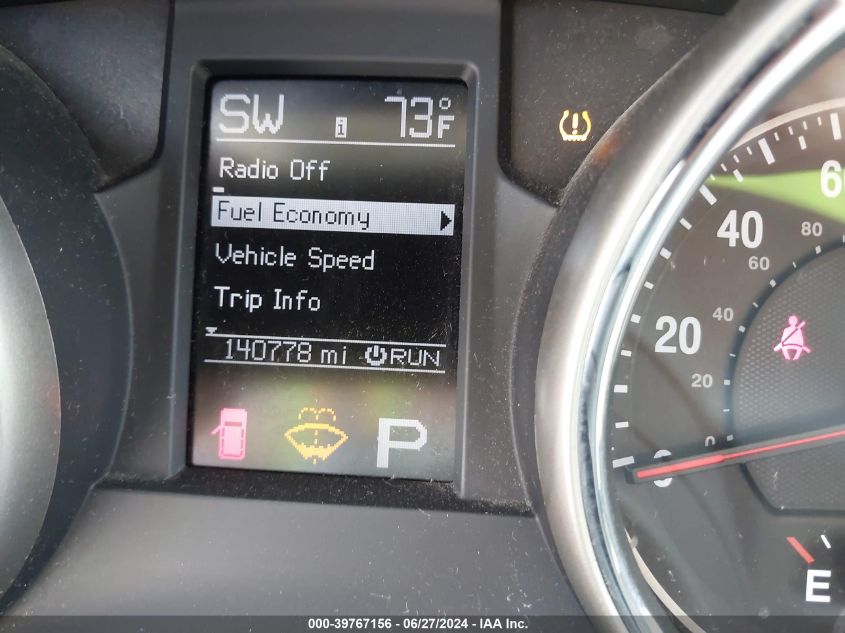 SW i 73°F
Radio Off
Fuel Economy
Vehicle Speed
Trip Info
140778 mi RUN
P
60
40
80
60
20
40
20
0
0
E
000-39767156 / 06/27/2024 - IAA Inc.